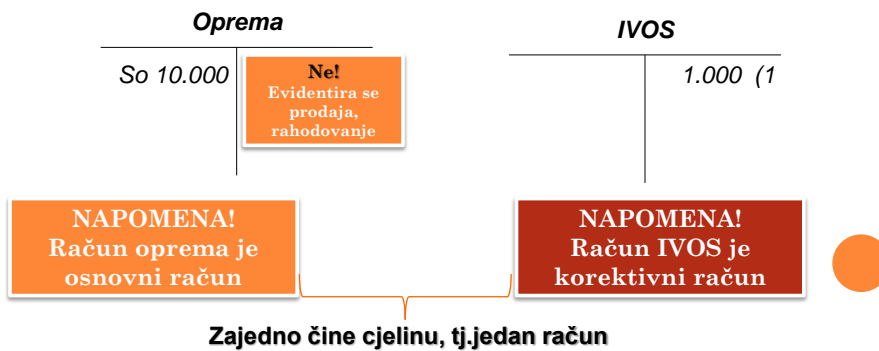 Oprema
IVOS
So 10.000
Ne!
Evidentira se
prodaja,
rahodovanje
1.000 (1
NAPOMENA!
Račun oprema je
osnovni račun
NAPOMENA!
Račun IVOS je
korektivni račun
Zajedno čine cjelinu, tj.jedan račun